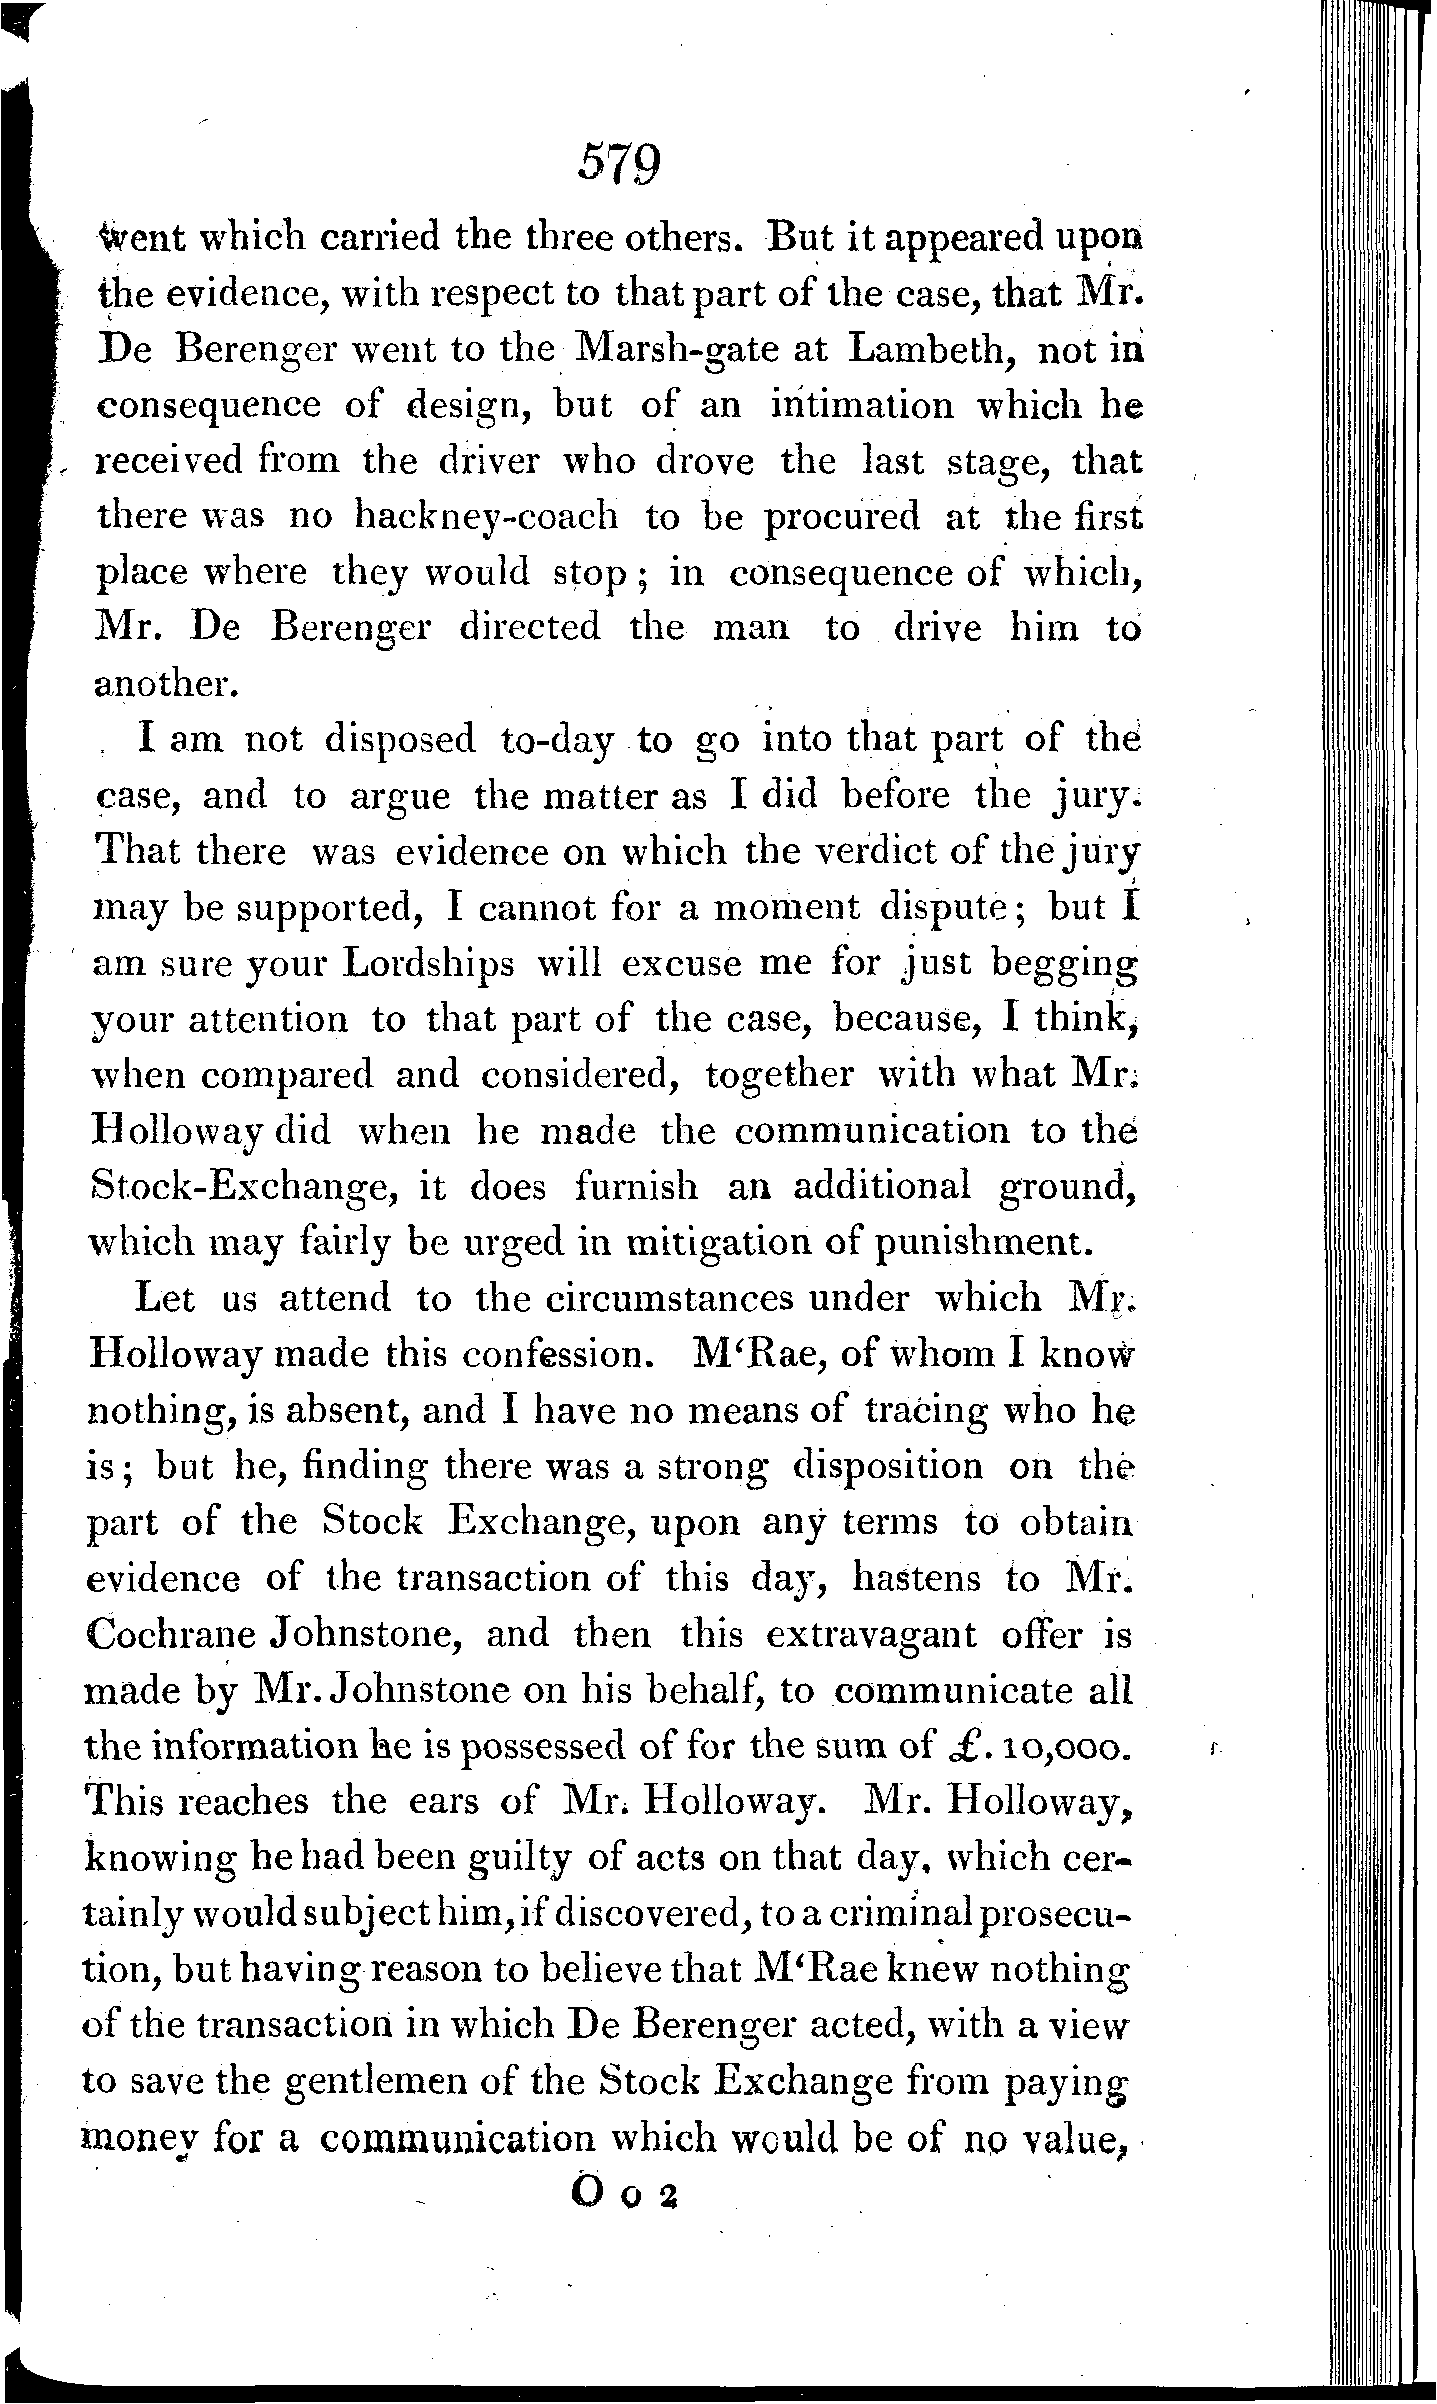 579
went which carried the three others. But it appeared upon
the evidence, with respect to that part of the case, that Mr.
De Berenger went to the Marsh-gate at Lambeth, not in
consequence of design, but of an intimation which he
received from the driver who drove the last stage, that
there was no hackney-coach to be procured at the first
place where they would stop; in consequence of which,
Mr. De Berenger directed the man to drive him to
another.
I am not disposed to-day to go into that part of the
case, and to argue the matter as I did before the jury.
That there was evidence on which the verdict of the jury
may be supported, I cannot for a moment dispute; but I
am sure your Lordships will excuse me for just begging
your attention to that part of the case, because, I think,
when compared and considered, together with what Mr.
Holloway did when he made the communication to the
Stock-Exchange, it does furnish an additional ground,
which may fairly be urged in mitigation of punishment.
Let us attend to the circumstances under which Mr.
Holloway made this confession. M‘Rae, of whom I know
nothing, is absent, and I have no means of tracing who he
is; but he, finding there was a strong disposition on the
part of the Stock Exchange, upon any terms to obtain
evidence of the transaction of this day, hastens to Mr.
Cochrane Johnstone, and then this extravagant offer is
made by Mr. Johnstone on his behalf, to communicate all
the information he is possessed of for the sum of £. 10,000.
This reaches the ears of Mr. Holloway. Mr. Holloway,
knowing he had been guilty of acts on that day, which cer-
tainly would subject him, if discovered, to a criminal prosecu-
tion, but having reason to believe that M‘Rae knew nothing
of the transaction in which De Berenger acted, with a view
to save the gentlemen of the Stock Exchange from paying
money for a communication which would be of no value,
O o 2